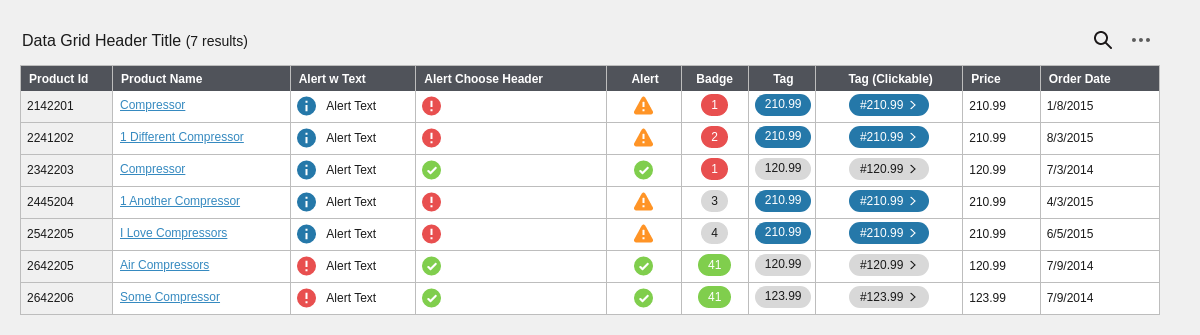 Data Grid Header Title (7 results)
Product Id Product Name Alert w Text Alert Choose Header Alert Badge Tag Tag (Clickable) Price Order Date
2142201 Compressor Alert Text 1 210.99 #210.99 210.99 1/8/2015
2241202 1 Different Compressor Alert Text 2 210.99 #210.99 210.99 8/3/2015
2342203 Compressor Alert Text 1 120.99 #120.99 120.99 7/3/2014
2445204 1 Another Compressor Alert Text 3 210.99 #210.99 210.99 4/3/2015
2542205 I Love Compressors Alert Text 4 210.99 #210.99 210.99 6/5/2015
2642205 Air Compressors Alert Text 41 120.99 #120.99 120.99 7/9/2014
2642206 Some Compressor Alert Text 41 123.99 #123.99 123.99 7/9/2014